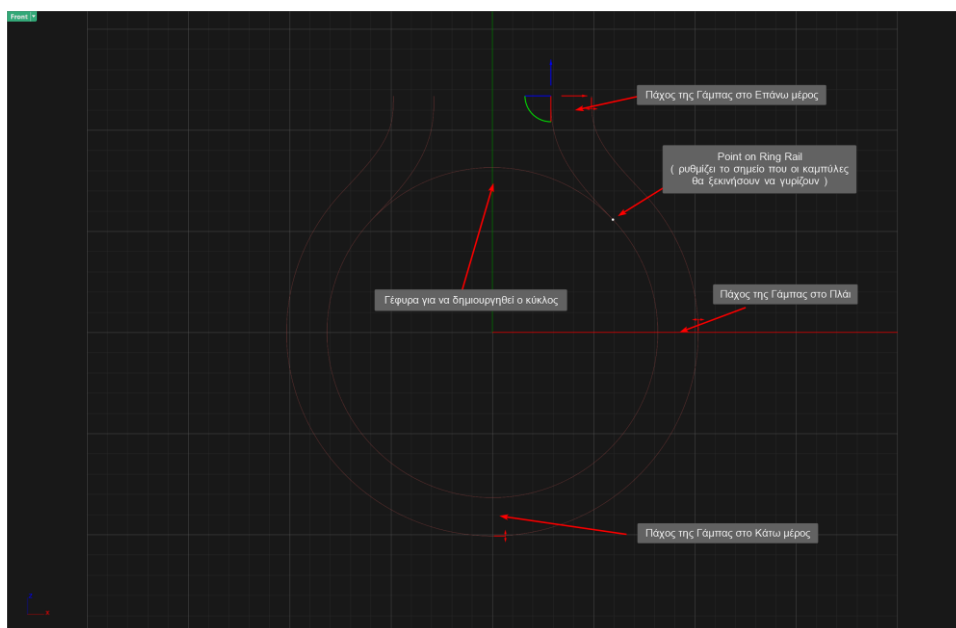 Front
Πάχος της Γάμπας στο Επάνω μέρος
Point on Ring Rail
( ρυθμίζει το σημείο που οι καμπύλες
θα ξεκινήσουν να γυρίζουν )
Πάχος της Γάμπας στο Πλάι
Γέφυρα για να δημιουργηθεί ο κύκλος
Πάχος της Γάμπας στο Κάτω μέρος
x